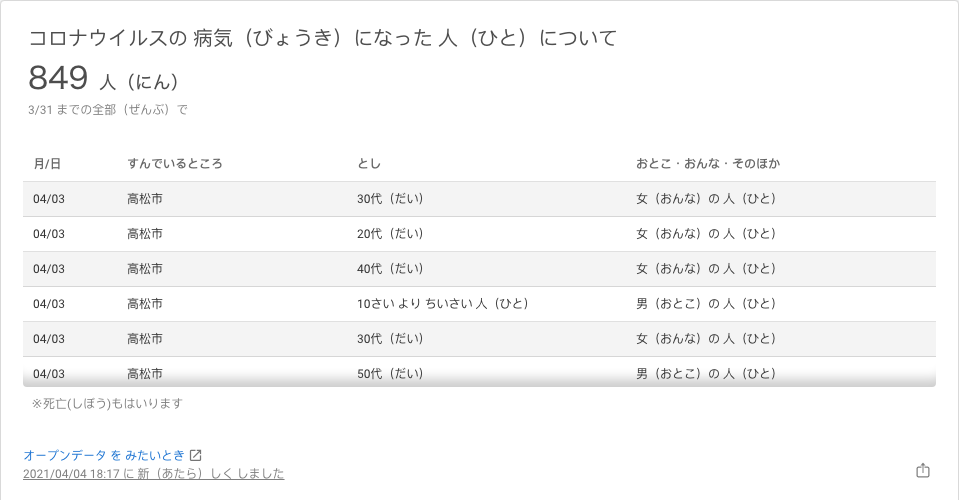 コロナウイルスの 病気（びょうき）になった 人（ひと）について
849 人（にん）
3/31 までの全部（ぜんぶ）で
月/日 すんでいるところ とし おとこ・おんな・そのほか
04/03 高松市 30代（だい） 女（おんな）の 人（ひと）
04/03 高松市 20代（だい） 女（おんな）の 人（ひと）
04/03 高松市 40代（だい） 女（おんな）の 人（ひと）
04/03 高松市 10さい より ちいさい 人（ひと） 男（おとこ）の 人（ひと）
04/03 高松市 30代（だい） 女（おんな）の 人（ひと）
04/03 高松市 50代（だい） 男（おとこ）の 人（ひと）
※死亡(しぼう)もはいります
オープンデータ を みたいとき
2021/04/04 18:17 に 新（あたら）しく しました